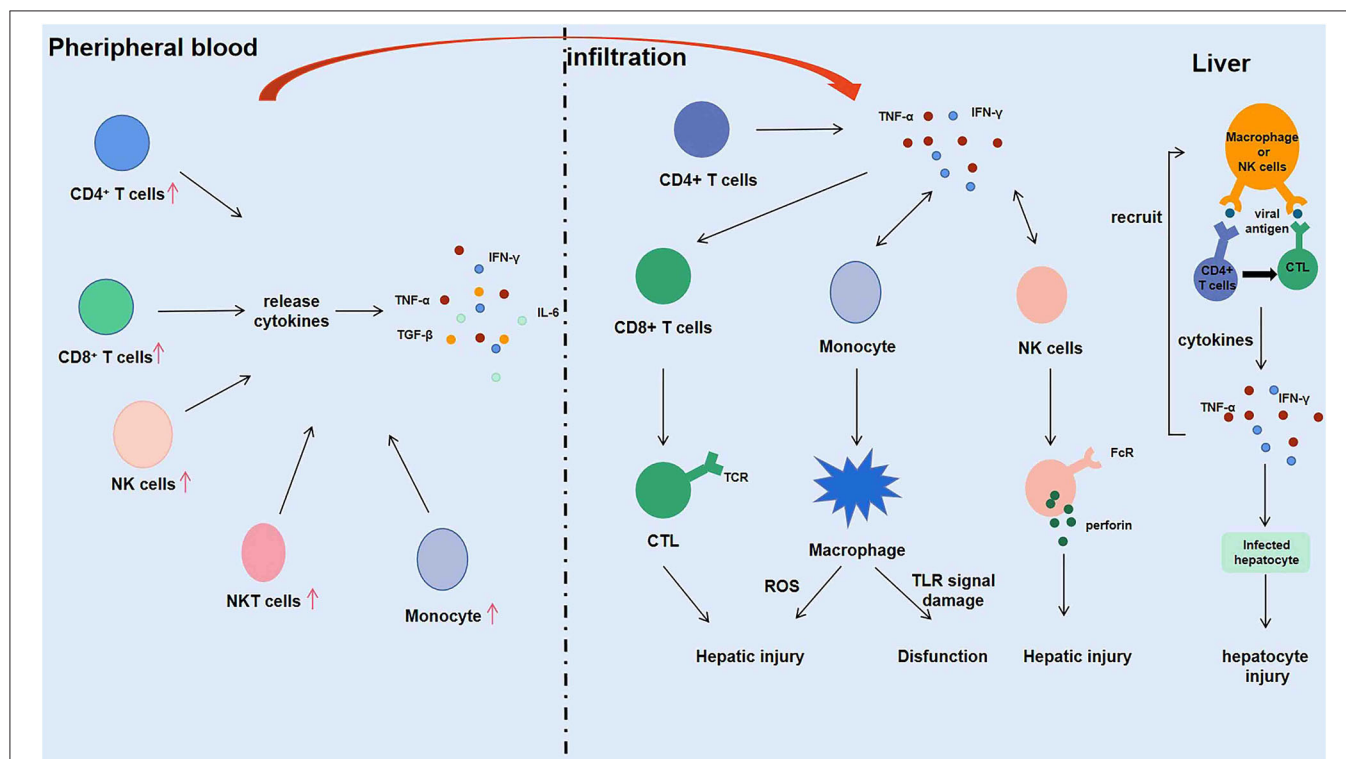 Pheripheral blood
CD4⁺ T cells
CD8⁺ T cells
NK cells
NKT cells
Monocyte
release
cytokines
IFN-γ
TNF-α
IL-6
TGF-β
infiltration
CD4+ T cells
TNF-α
IFN-γ
CD8+ T cells
Monocyte
NK cells
TCR
CTL
Macrophage
FcR
perforin
ROS
TLR signal
damage
Hepatic injury
Disfunction
Hepatic injury
Liver
Macrophage
or
NK cells
recruit
viral
antigen
CD4+
T cells
CTL
cytokines
TNF-α
IFN-γ
Infected
hepatocyte
hepatocyte
injury